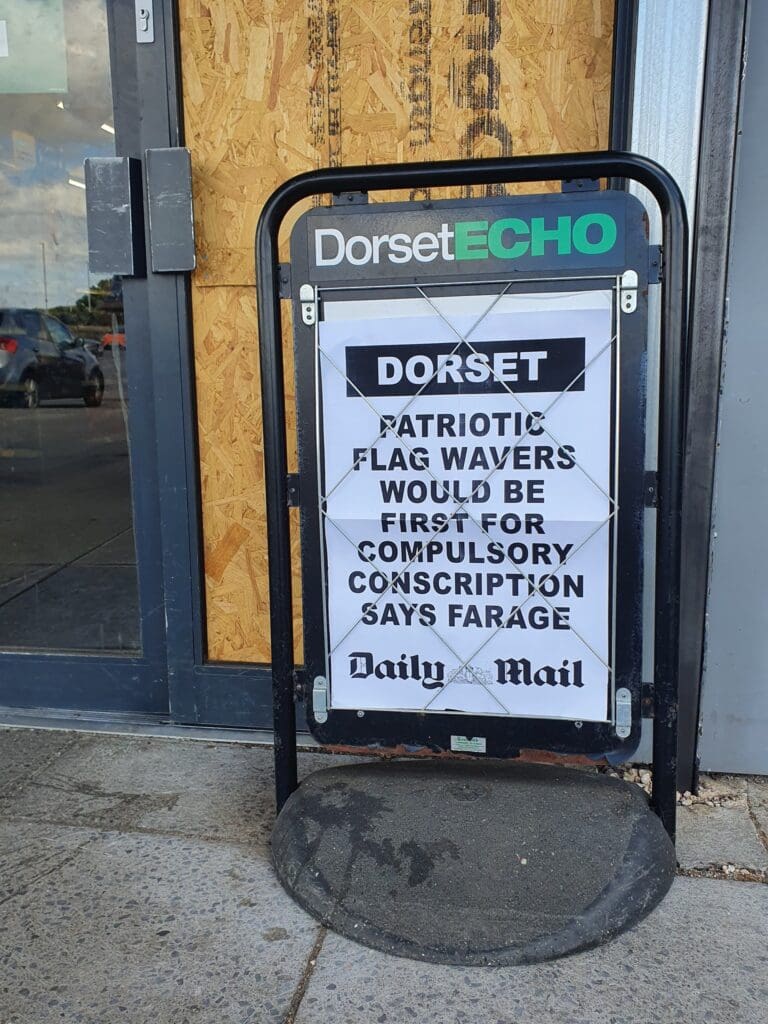 DorsetECHO
DORSET
PATRIOTIC
FLAG WAVERS
WOULD BE
FIRST FOR
COMPULSORY
CONSCRIPTION
SAYS FARAGE
Daily Mail